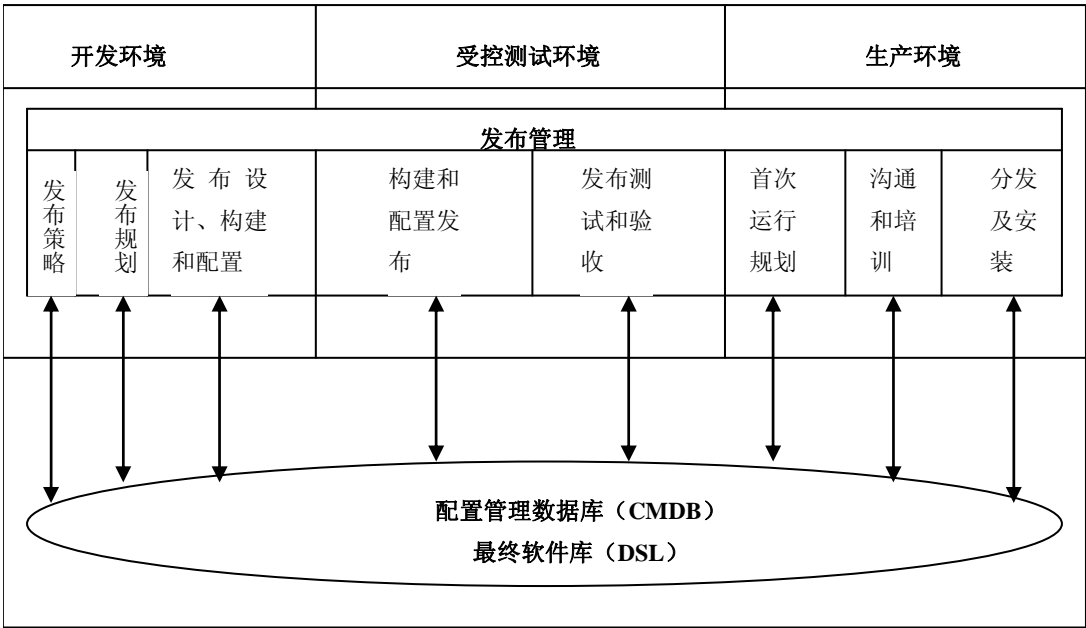 开发环境
受控测试环境
生产环境
发布管理
发布策略
发布规划
发布设
计、构建
和配置
构建和
配置发
布
发布测
试和验
收
首次
运行
规划
沟通
和培
训
分发
及安
装
配置管理数据库（CMDB）
最终软件库（DSL）